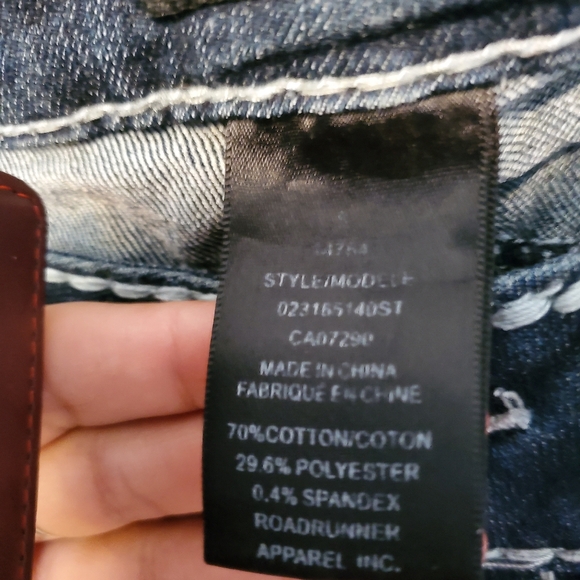 STYLE/MODELE
023165140ST
CA07290
MADE IN CHINA
FABRIQUÉ EN CHINE
70%COTTON/COTON
29.6% POLYESTER
0.4% SPANDEX
ROADRUNNER
APPAREL INC.